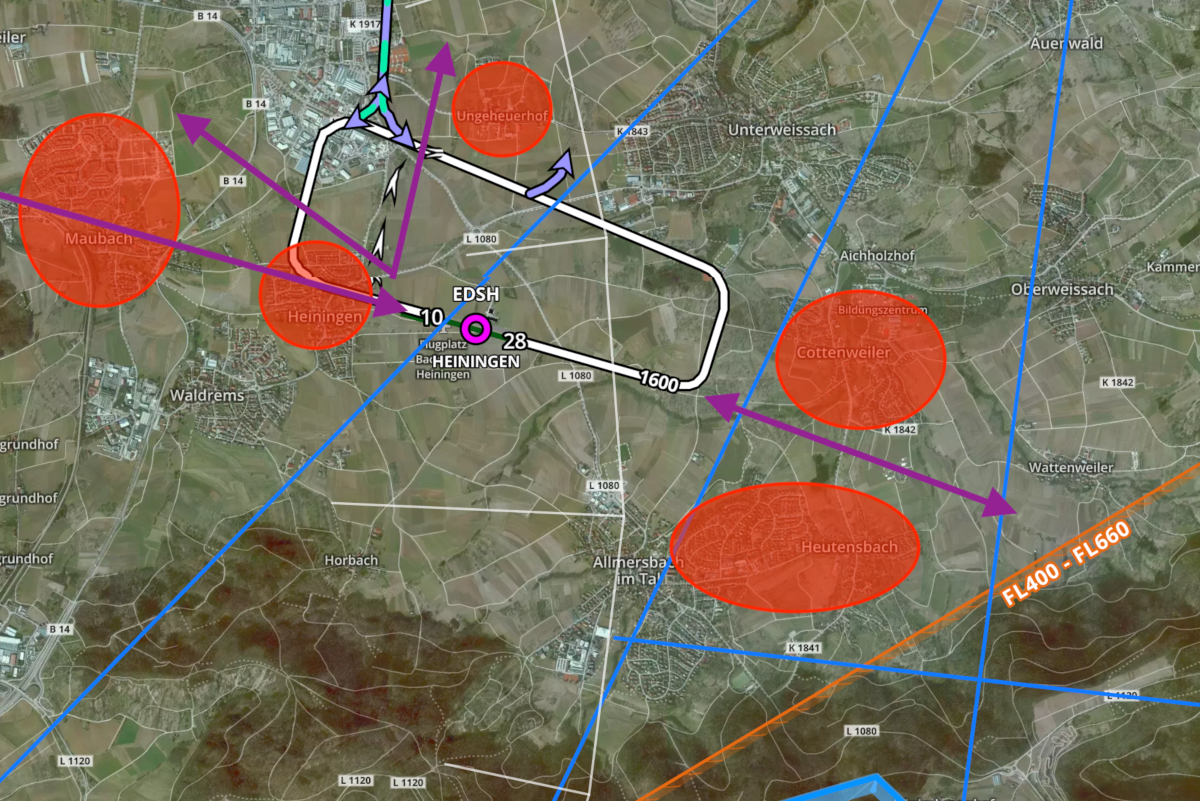 B 14
K 1917
eiler
Auenwald
B 14
Ungeheuerhof
K 1843
Unterweissach
B 14
Maubach
L 1080
Aichholzhof
Kammer
Oberweissach
EDSH
Heiningen
10
Bildungszentrum
28
Flugplatz
HEININGEN
Heiningen
Cottenweiler
L 1080
1600
K 1842
Waldrems
K 1842
grundhof
Wattenweiler
L 1080
grundhof
FL400 - FL660
Heutensbach
grundhof
Horbach
Allmersbach
im Tal
B 14
K 1841
L 1120
L 1080
L 1120
L 1120
L 1120